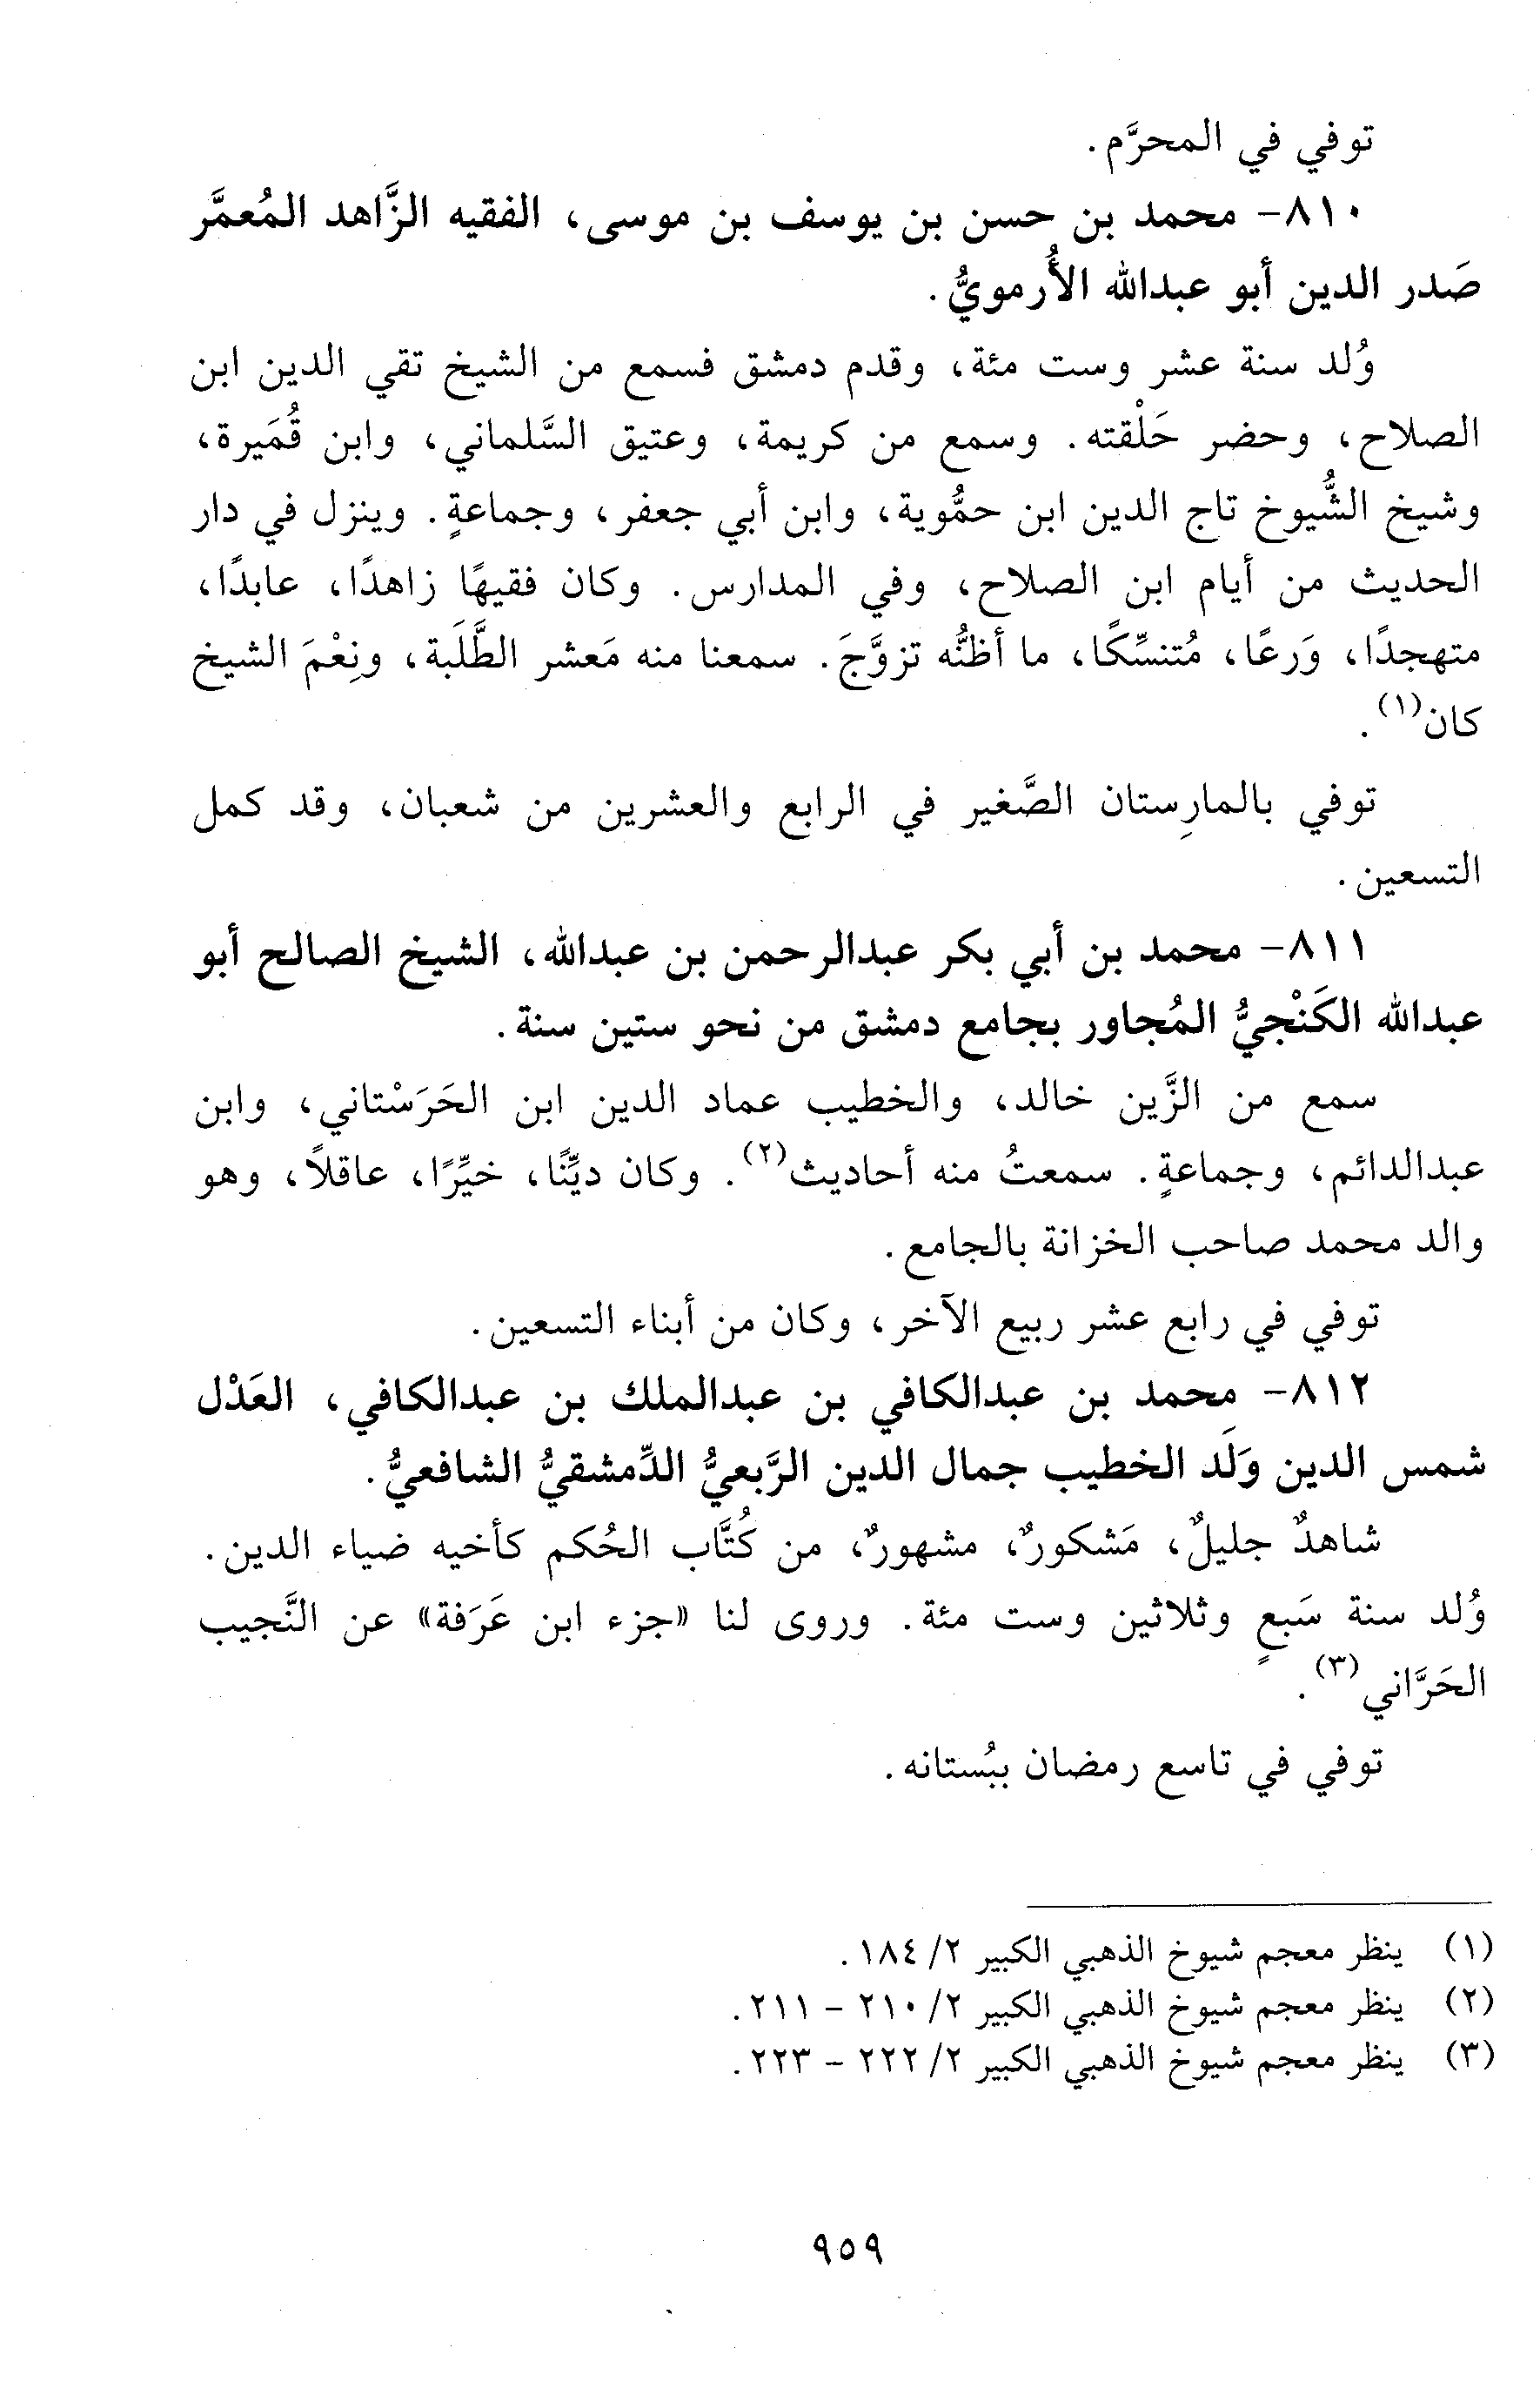 توفي في المحرَّم.
٨١٠- محمد بن حسن بن يوسف بن موسى، الفقيه الزَّاهد المُعمَّر
صَدر الدين أبو عبدالله الأُرمويُّ.
وُلد سنة عشر وست مئة، وقدم دمشق فسمع من الشيخ تقي الدين ابن
الصلاح، وحضر حَلْقته. وسمع من كريمة، وعتيق السَّلماني، وابن قُمَيرة،
وشيخ الشُّيوخ تاج الدين ابن حمُّوية، وابن أبي جعفر، وجماعةٍ. وينزل في دار
الحديث من أيام ابن الصلاح، وفي المدارس. وكان فقيهًا زاهدًا، عابدًا،
متهجدًا، وَرعًا، مُتنسِّكًا، ما أظنُّه تزوَّجَ. سمعنا منه مَعشر الطَّلَبة، ونِعْمَ الشيخ
كان(١).
توفي بالمارِستان الصَّغير في الرابع والعشرين من شعبان، وقد كمل
التسعين.
٨١١- محمد بن أبي بكر عبدالرحمن بن عبدالله، الشيخ الصالح أبو
عبدالله الكَنْجيُّ المُجاور بجامع دمشق من نحو ستين سنة.
سمع من الزَّين خالد، والخطيب عماد الدين ابن الحَرَسْتاني، وابن
عبدالدائم، وجماعةٍ. سمعتُ منه أحاديث(٢). وكان ديِّنًا، خيِّرًا، عاقلاً، وهو
والد محمد صاحب الخزانة بالجامع.
توفي في رابع عشر ربيع الآخر، وكان من أبناء التسعين.
٨١٢- محمد بن عبدالكافي بن عبدالملك بن عبدالكافي، العَدْل
شمس الدين وَلَد الخطيب جمال الدين الرَّبعيُّ الدِّمشقيُّ الشافعيُّ.
شاهدٌ جليلٌ، مَشكورٌ، مشهورٌ، من كُتَّاب الحُكم كأخيه ضياء الدين.
وُلد سنة سَبعٍ وثلاثين وست مئة. وروى لنا «جزء ابن عَرَفة» عن النَّجيب
الحَرَّاني(٣).
توفي في تاسع رمضان ببُستانه.
(١) ينظر معجم شيوخ الذهبي الكبير ٢/ ١٨٤.
(٢) ينظر معجم شيوخ الذهبي الكبير ٢/ ٢١٠ - ٢١١.
(٣) ينظر معجم شيوخ الذهبي الكبير ٢/ ٢٢٢ - ٢٢٣.
٩٥٩